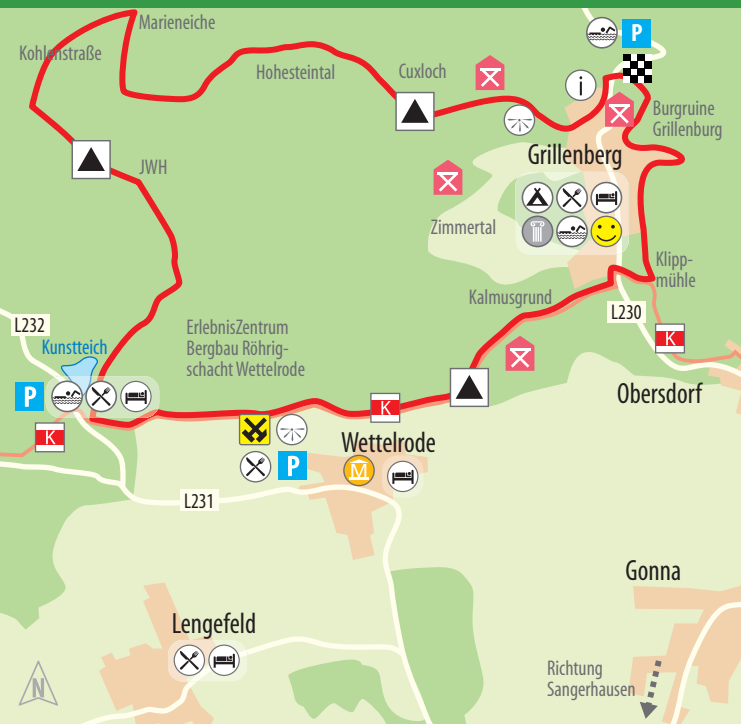 Marieneiche
Kohlenstraße
Hohesteintal
Cuxloch
P
i
Burgruine
Grillenburg
Grillenberg
JWH
Zimmertal
Klipp-
mühle
Kalmusgrund
L230
L232
Kunstteich
ErlebnisZentrum
Bergbau Röhrig-
schacht Wettelrode
K
Obersdorf
P
K
K
Wettelrode
M
P
L231
Gonna
Lengefeld
Richtung
Sangerhausen
N